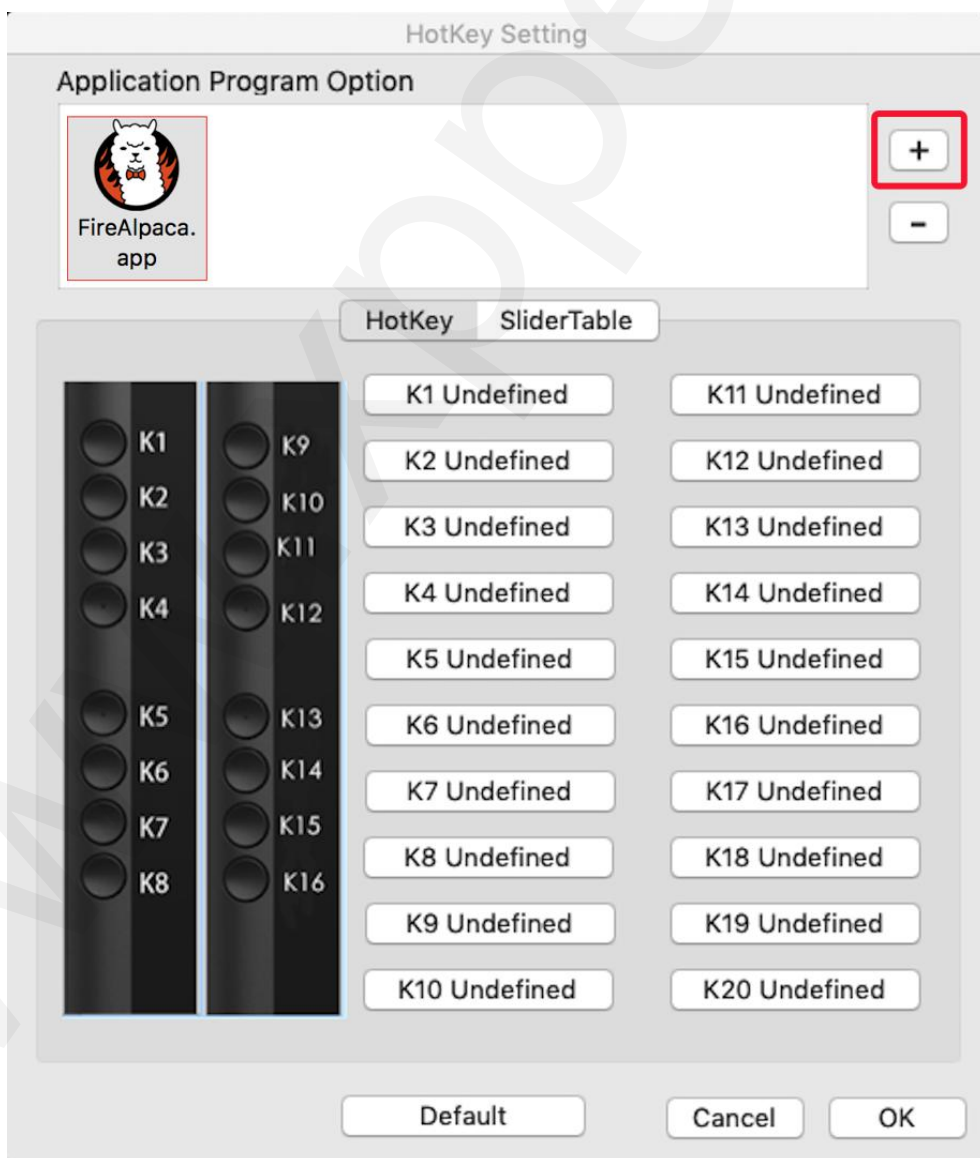 HotKey Setting
Application Program Option
+
FireAlpaca.
app
-
HotKey SliderTable
K1
K2
K3
K4
K5
K6
K7
K8
K9
K10
K11
K12
K13
K14
K15
K16
K1 Undefined
K2 Undefined
K3 Undefined
K4 Undefined
K5 Undefined
K6 Undefined
K7 Undefined
K8 Undefined
K9 Undefined
K10 Undefined
K11 Undefined
K12 Undefined
K13 Undefined
K14 Undefined
K15 Undefined
K16 Undefined
K17 Undefined
K18 Undefined
K19 Undefined
K20 Undefined
Default Cancel OK